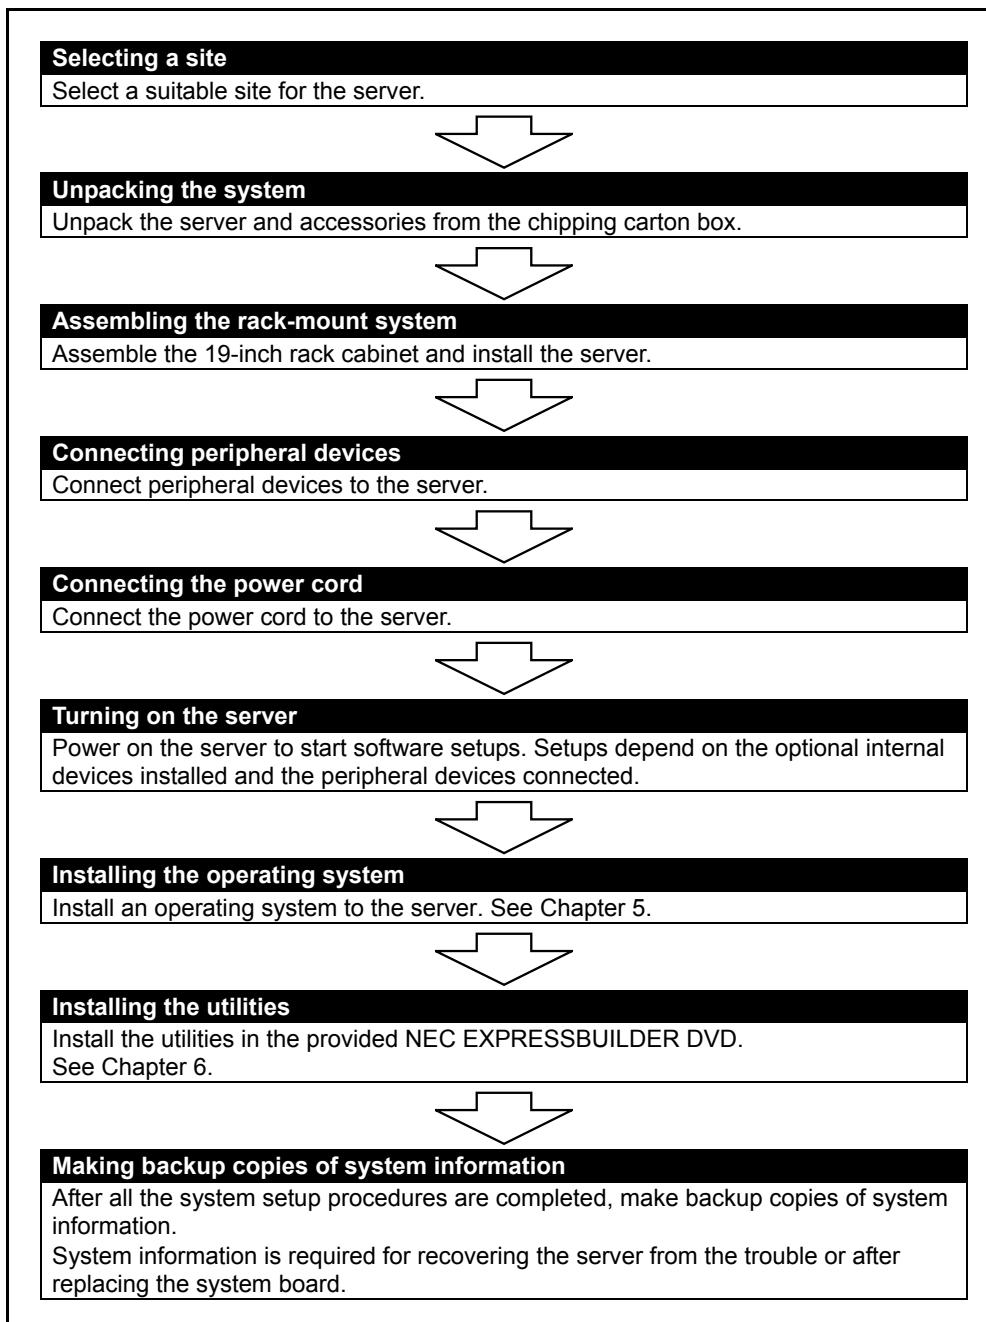 Selecting a site
Select a suitable site for the server.
Unpacking the system
Unpack the server and accessories from the chipping carton box.
Assembling the rack-mount system
Assemble the 19-inch rack cabinet and install the server.
Connecting peripheral devices
Connect peripheral devices to the server.
Connecting the power cord
Connect the power cord to the server.
Turning on the server
Power on the server to start software setups. Setups depend on the optional internal
devices installed and the peripheral devices connected.
Installing the operating system
Install an operating system to the server. See Chapter 5.
Installing the utilities
Install the utilities in the provided NEC EXPRESSBUILDER DVD.
See Chapter 6.
Making backup copies of system information
After all the system setup procedures are completed, make backup copies of system
information.
System information is required for recovering the server from the trouble or after
replacing the system board.